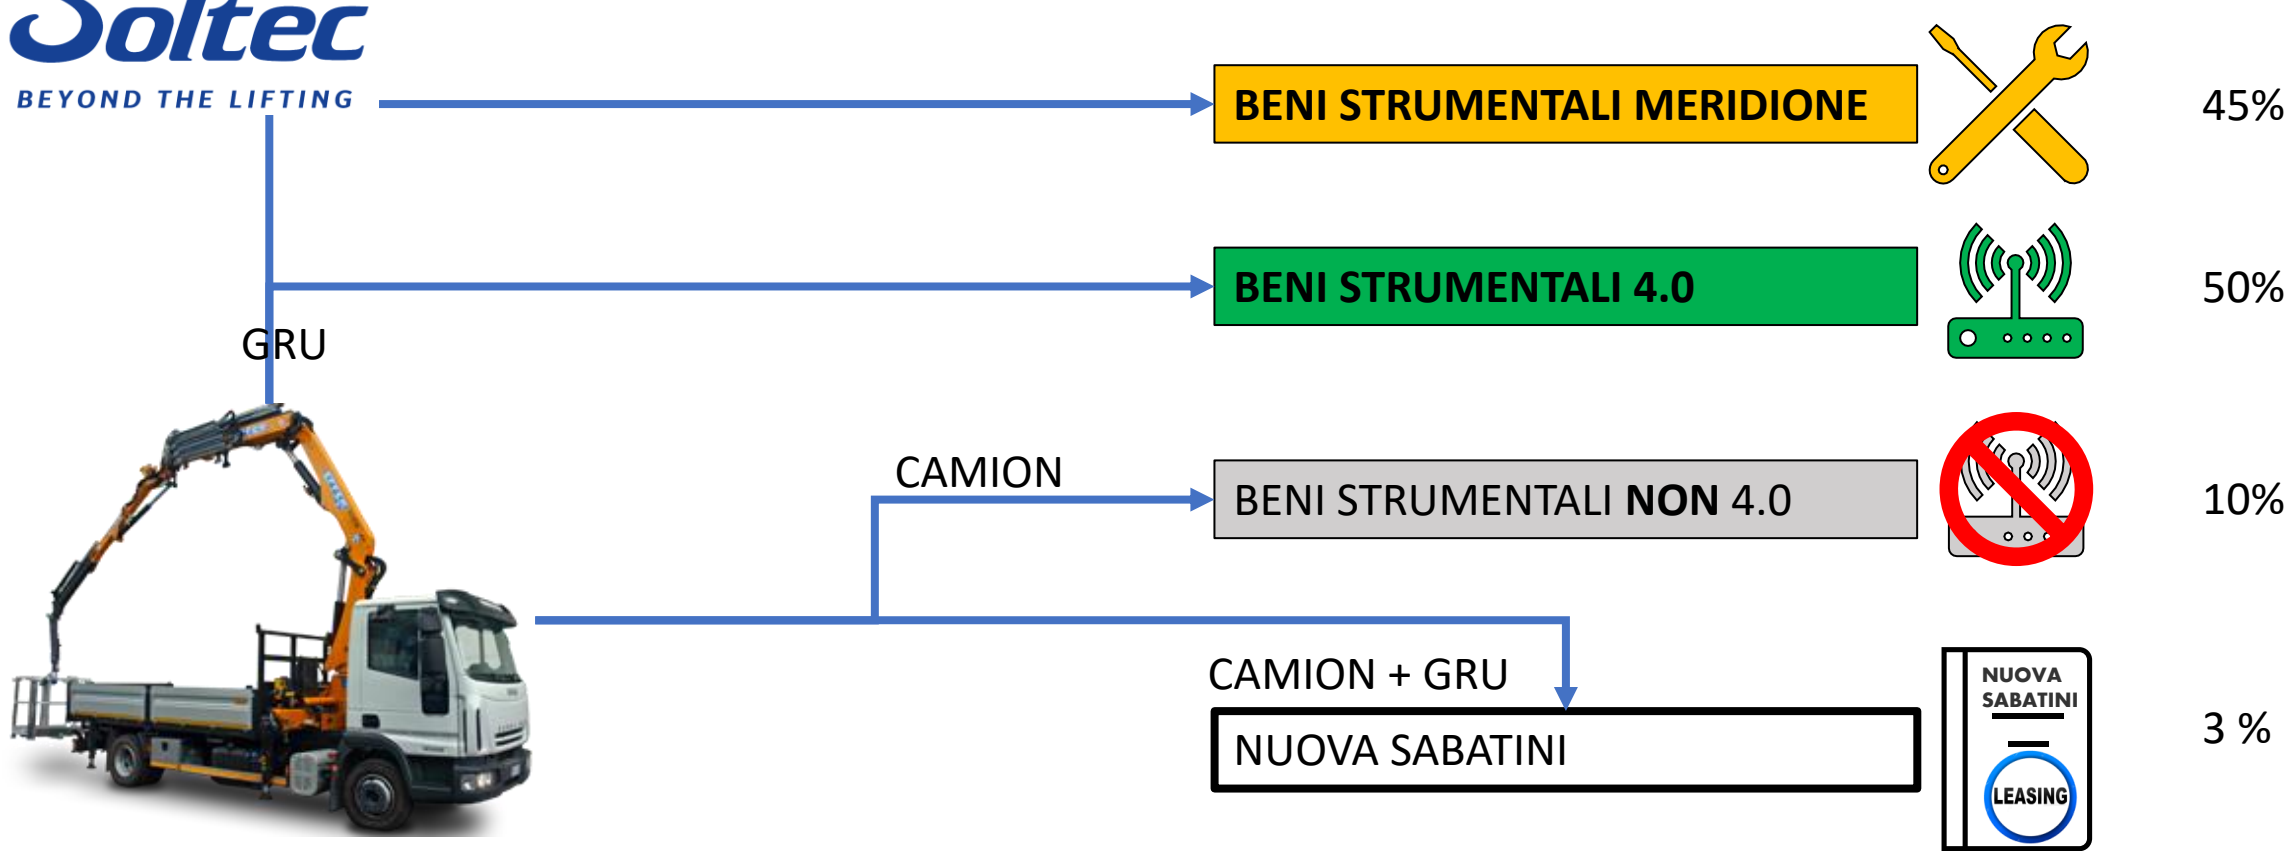 Soltec
BEYOND THE LIFTING
BENI STRUMENTALI MERIDIONE
45%
BENI STRUMENTALI 4.0
50%
GRU
CAMION
BENI STRUMENTALI NON 4.0
10%
CAMION + GRU
NUOVA SABATINI
NUOVA
SABATINI
LEASING
3 %